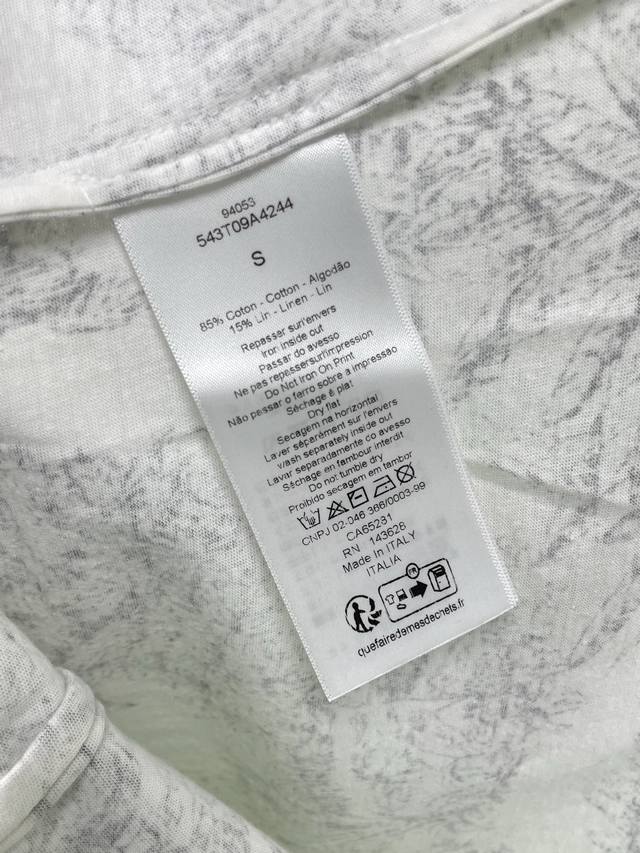 94053
543T09A4244
S
85% Coton - Cotton - Algodão
15% Lin - Linen - Lin
Repasser sur l'envers
Iron inside out
Passar do avesso
Ne pas repasser sur l'impression
Do Not Iron On Print
Não passar o ferro sobre a impressão
Séchage à plat
Dry flat
Secagem na horizontal
Laver séparément sur l'envers
Wash separately inside out
Lavar separadamente do avesso
Séchage en tambour interdit
Do not tumble dry
Proibido secagem em tambor
CNPJ 02-046 366/0003-99
CA65281
RN 143628
Made in ITALY
ITALIA
FR
quefairedemesdechets.fr